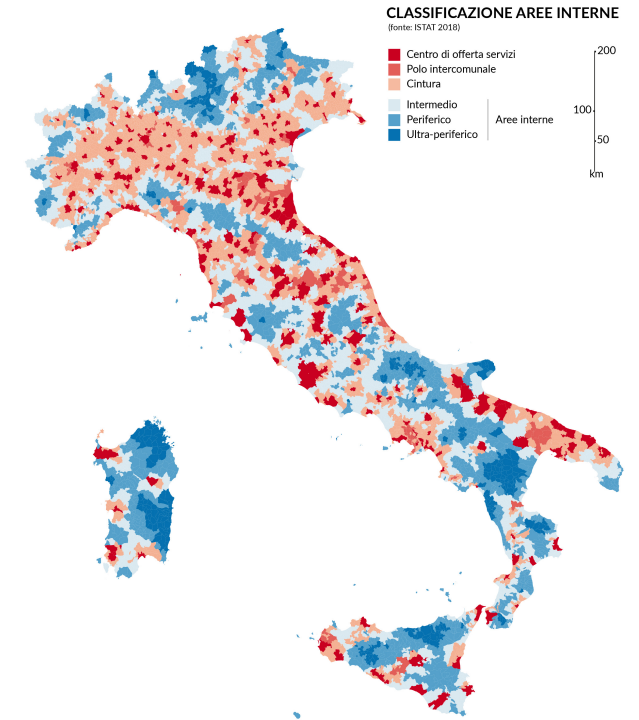 CLASSIFICAZIONE AREE INTERNE
(fonte: ISTAT 2018)
Centro di offerta servizi
Polo intercomunale
Cintura
Intermedio
Periferico
Ultra-periferico
Aree interne
200
100
50
km